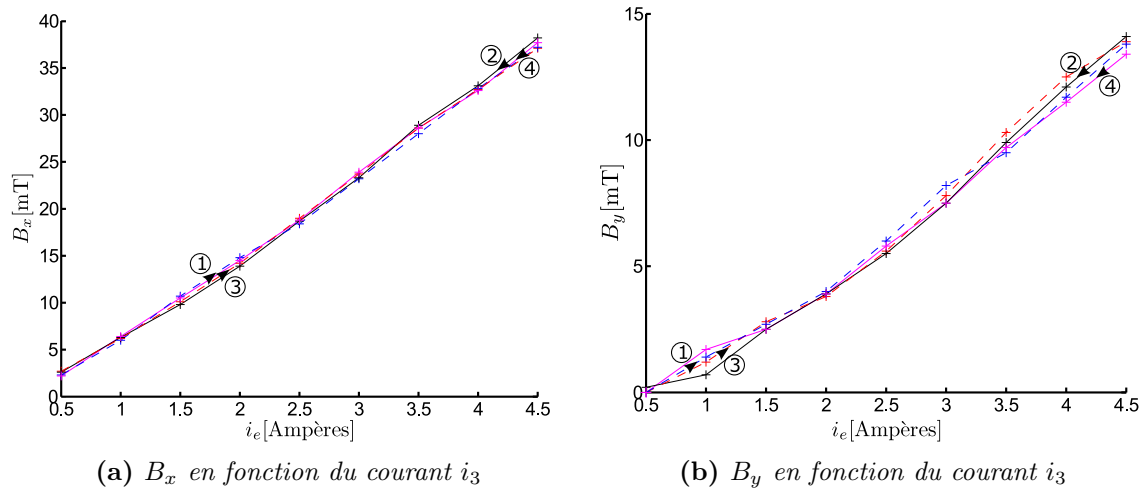 40
35
30
25
20
15
10
5
0
B_x[mT]
② 
④
①
③
0.5 1 1.5 2 2.5 3 3.5 4 4.5
i_e[Ampères]
(a) B_x en fonction du courant i_3
15
10
5
0
B_y[mT]
②
④
①
③
0.5 1 1.5 2 2.5 3 3.5 4 4.5
i_e[Ampères]
(b) B_y en fonction du courant i_3